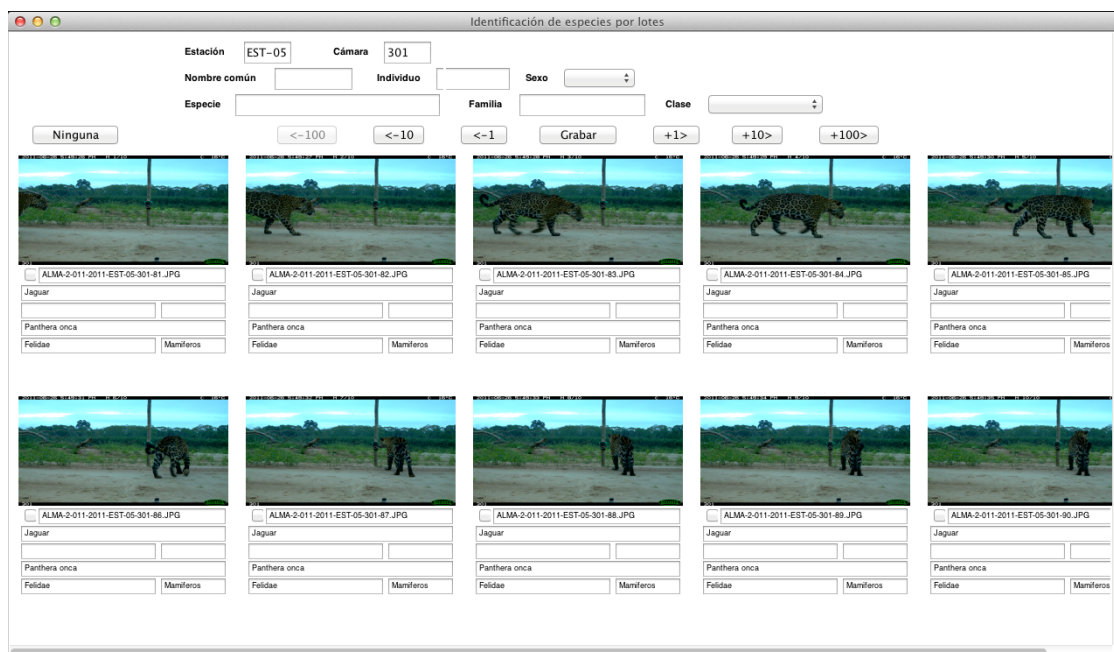 Identificación de especies por lotes
Estación EST-05 Cámara 301
Nombre común Individuo Sexo
Especie Familia Clase
Ninguna <-100 <-10 <-1 Grabar +1> +10> +100>
ALMA-2-011-2011-EST-05-301-81.JPG ALMA-2-011-2011-EST-05-301-82.JPG ALMA-2-011-2011-EST-05-301-83.JPG ALMA-2-011-2011-EST-05-301-84.JPG ALMA-2-011-2011-EST-05-301-85.JPG
Jaguar Jaguar Jaguar Jaguar Jaguar
Panthera onca Panthera onca Panthera onca Panthera onca Panthera onca
Felidae Mamiferos Felidae Mamiferos Felidae Mamiferos Felidae Mamiferos Felidae Mamiferos
ALMA-2-011-2011-EST-05-301-86.JPG ALMA-2-011-2011-EST-05-301-87.JPG ALMA-2-011-2011-EST-05-301-88.JPG ALMA-2-011-2011-EST-05-301-89.JPG ALMA-2-011-2011-EST-05-301-90.JPG
Jaguar Jaguar Jaguar Jaguar Jaguar
Panthera onca Panthera onca Panthera onca Panthera onca Panthera onca
Felidae Mamiferos Felidae Mamiferos Felidae Mamiferos Felidae Mamiferos Felidae Mamiferos